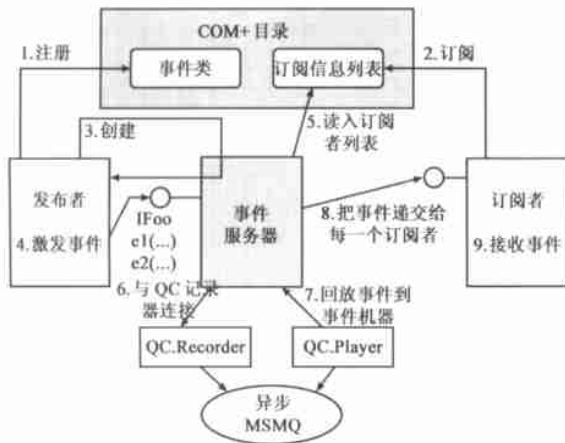 COM+目录
1.注册
事件类
订阅信息列表
2.订阅
3.创建
5.读入订阅
者列表
发布者
4.激发事件
IFoo
e1(...)
e2(...)
事件
服务器
8.把事件递交给
每一个订阅者
订阅者
9.接收事件
6.与QC记录
器连接
7.回放事件到
事件机器
QC.Recorder
QC.Player
异步
MSMQ